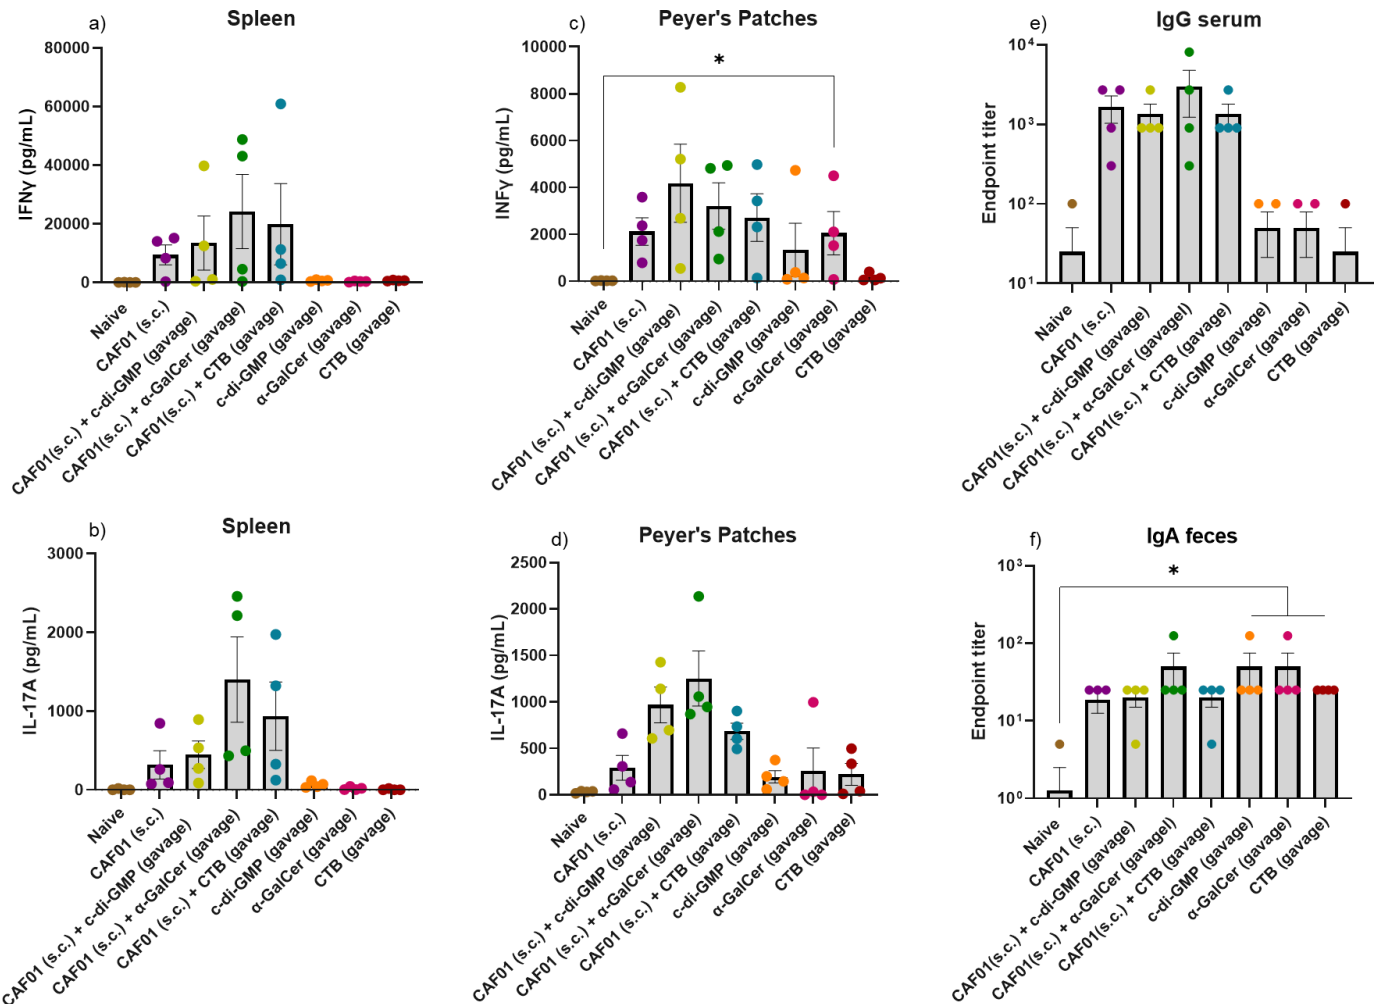 a)
Spleen
IFNγ (pg/mL)
80000
60000
40000
20000
0
Naive
CAF01 (s.c.)
CAF01(s.c.) + c-di-GMP (gavage)
CAF01(s.c.) + α-GalCer (gavage)
CAF01(s.c.) + CTB (gavage)
c-di-GMP (gavage)
α-GalCer (gavage)
CTB (gavage)
c)
Peyer's Patches
INFγ (pg/mL)
10000
8000
6000
4000
2000
0
*
Naive
CAF01 (s.c.)
CAF01 (s.c.) + c-di-GMP (gavage)
CAF01 (s.c.) + α-GalCer (gavage)
CAF01 (s.c.) + CTB (gavage)
c-di-GMP (gavage)
α-GalCer (gavage)
CTB (gavage)
e)
IgG serum
Endpoint titer
10⁴
10³
10²
10¹
Naive
CAF01 (s.c.)
CAF01(s.c.) + c-di-GMP (gavage)
CAF01(s.c.) + α-GalCer (gavagel)
CAF01(s.c.) + CTB (gavage)
c-di-GMP (gavage)
α-GalCer (gavage)
CTB (gavage)
b)
Spleen
IL-17A (pg/mL)
3000
2000
1000
0
Naive
CAF01 (s.c.)
CAF01 (s.c.) + c-di-GMP (gavage)
CAF01 (s.c.) + α-GalCer (gavage)
CAF01 (s.c.) + CTB (gavage)
c-di-GMP (gavage)
α-GalCer (gavage)
CTB (gavage)
d)
Peyer's Patches
IL-17A (pg/mL)
2500
2000
1500
1000
500
0
Naive
CAF01 (s.c.)
CAF01 (s.c.) + c-di-GMP (gavage)
CAF01 (s.c.) + α-GalCer (gavage)
CAF01 (s.c.) + CTB (gavage)
c-di-GMP (gavage)
α-GalCer (gavage)
CTB (gavage)
f)
IgA feces
Endpoint titer
10³
10²
10¹
10⁰
*
Naive
CAF01 (s.c.)
CAF01(s.c.) + c-di-GMP (gavage)
CAF01(s.c.) + α-GalCer (gavagel)
CAF01(s.c.) + CTB (gavage)
c-di-GMP (gavage)
α-GalCer (gavage)
CTB (gavage)